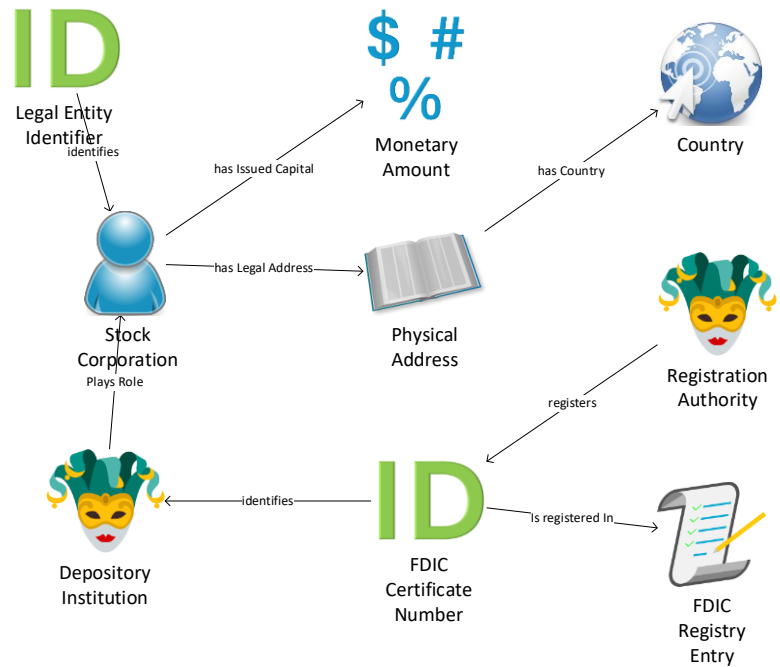 ID
Legal Entity
Identifier
identifies
$ #
%
Monetary
Amount
Country
has Issued Capital
has Country
has Legal Address
Stock
Corporation
Physical
Address
Registration
Authority
Plays Role
registers
ID
identifies
Is registered In
Depository
Institution
FDIC
Certificate
Number
FDIC
Registry
Entry